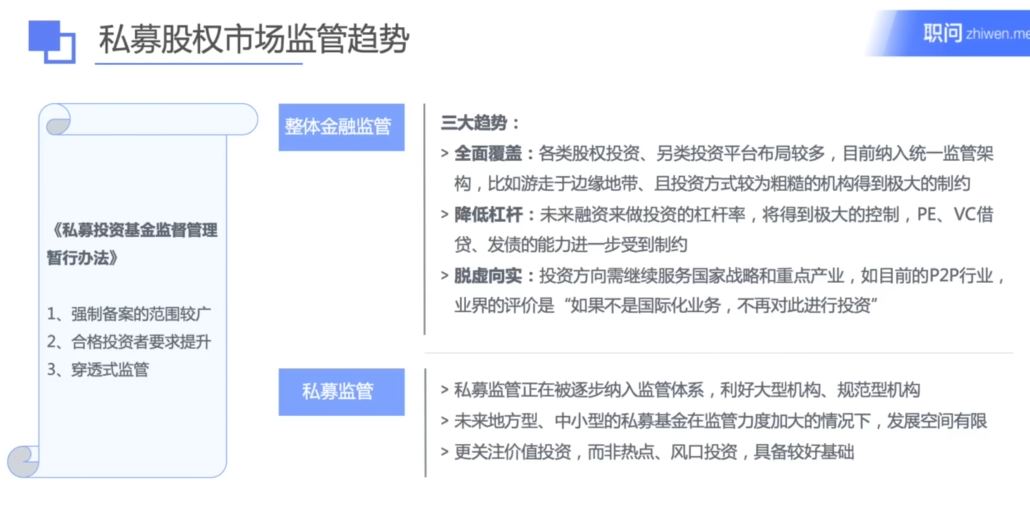 私募股权市场监管趋势
职问 zhiwen.me
《私募投资基金监督管理
暂行办法》
1、强制备案的范围较广
2、合格投资者要求提升
3、穿透式监管
整体金融监管
三大趋势：
> 全面覆盖：各类股权投资、另类投资平台布局较多，目前纳入统一监管架
构，比如游走于边缘地带、且投资方式较为粗糙的机构得到极大的制约
> 降低杠杆：未来融资来做投资的杠杆率，将得到极大的控制，PE、VC借
贷、发债的能力进一步受到制约
> 脱虚向实：投资方向需继续服务国家战略和重点产业，如目前的P2P行业，
业界的评价是“如果不是国际化业务，不再对此进行投资”
私募监管
> 私募监管正在被逐步纳入监管体系，利好大型机构、规范型机构
> 未来地方型、中小型的私募基金在监管力度加大的情况下，发展空间有限
> 更关注价值投资，而非热点、风口投资，具备较好基础